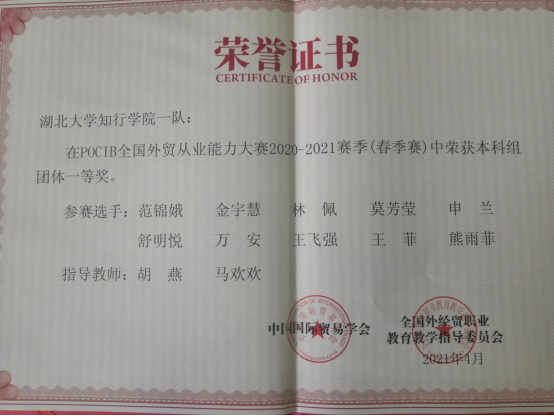 荣誉证书
CERTIFICATE OF HONOR
湖北大学知行学院一队：
在POCIB全国外贸从业能力大赛2020-2021赛季(春季赛)中荣获本科组
团体一等奖。
参赛选手：范锦娥 金宇慧 林 佩 莫芳莹 申 兰
舒明悦 万 安 王飞强 王 菲 熊雨菲
指导教师：胡 燕 马欢欢
中国国际贸易学会
全国外经贸职业
教育教学指导委员会
2021年4月